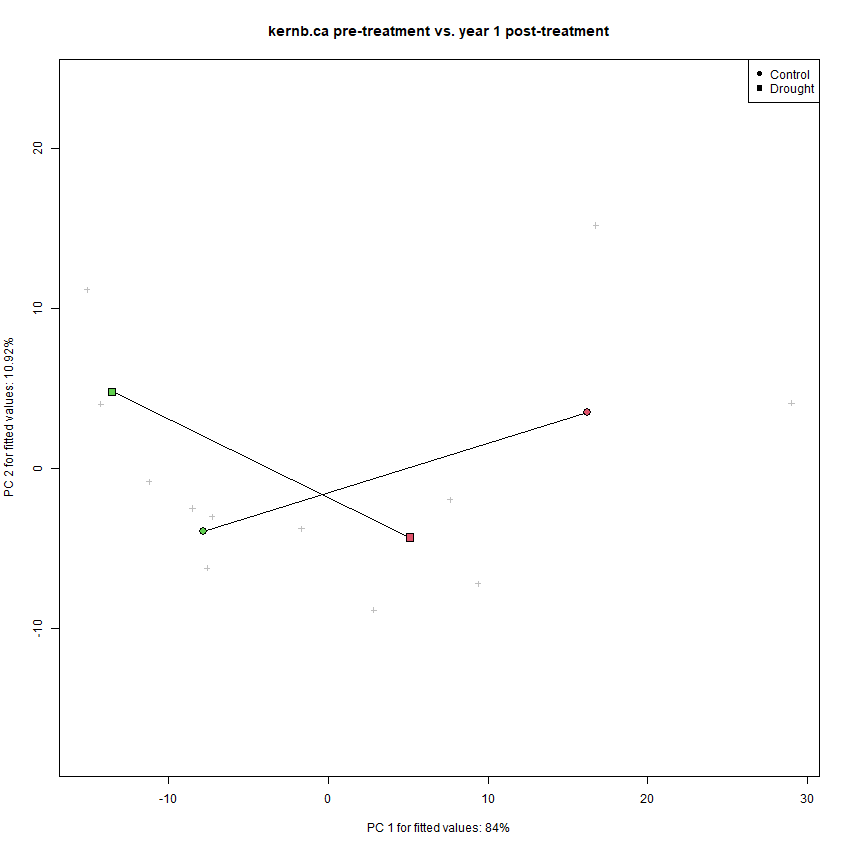 kernb.ca pre-treatment vs. year 1 post-treatment
Control
Drought
20
10
0
-10
PC 2 for fitted values: 10.92%
-10
0
10
20
30
PC 1 for fitted values: 84%